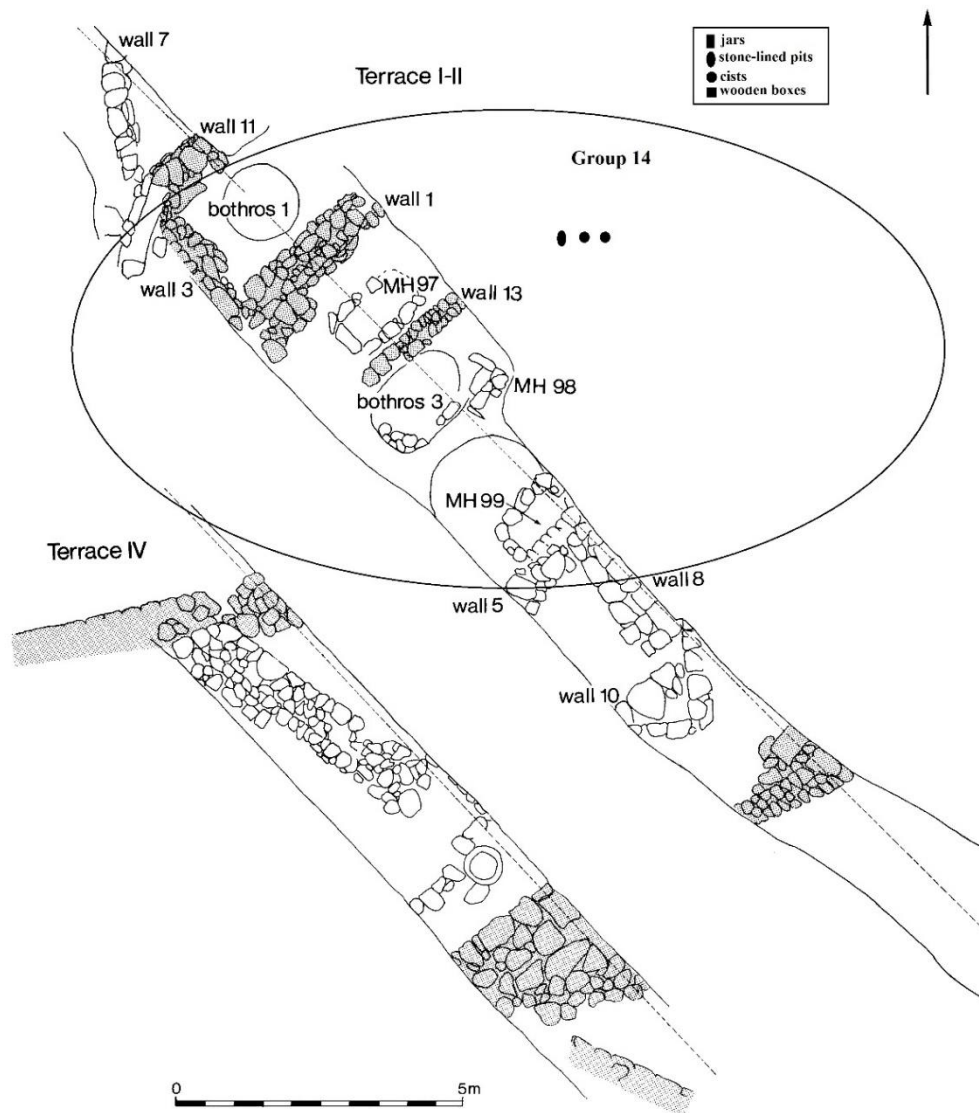 wall 7
jars
stone-lined pits
cists
wooden boxes
Terrace I-II
wall 11
Group 14
bothros 1
wall 1
wall 3
MH97
wall 13
bothros 3
MH 98
MH 99
Terrace IV
wall 8
wall 5
wall 10
0 5m